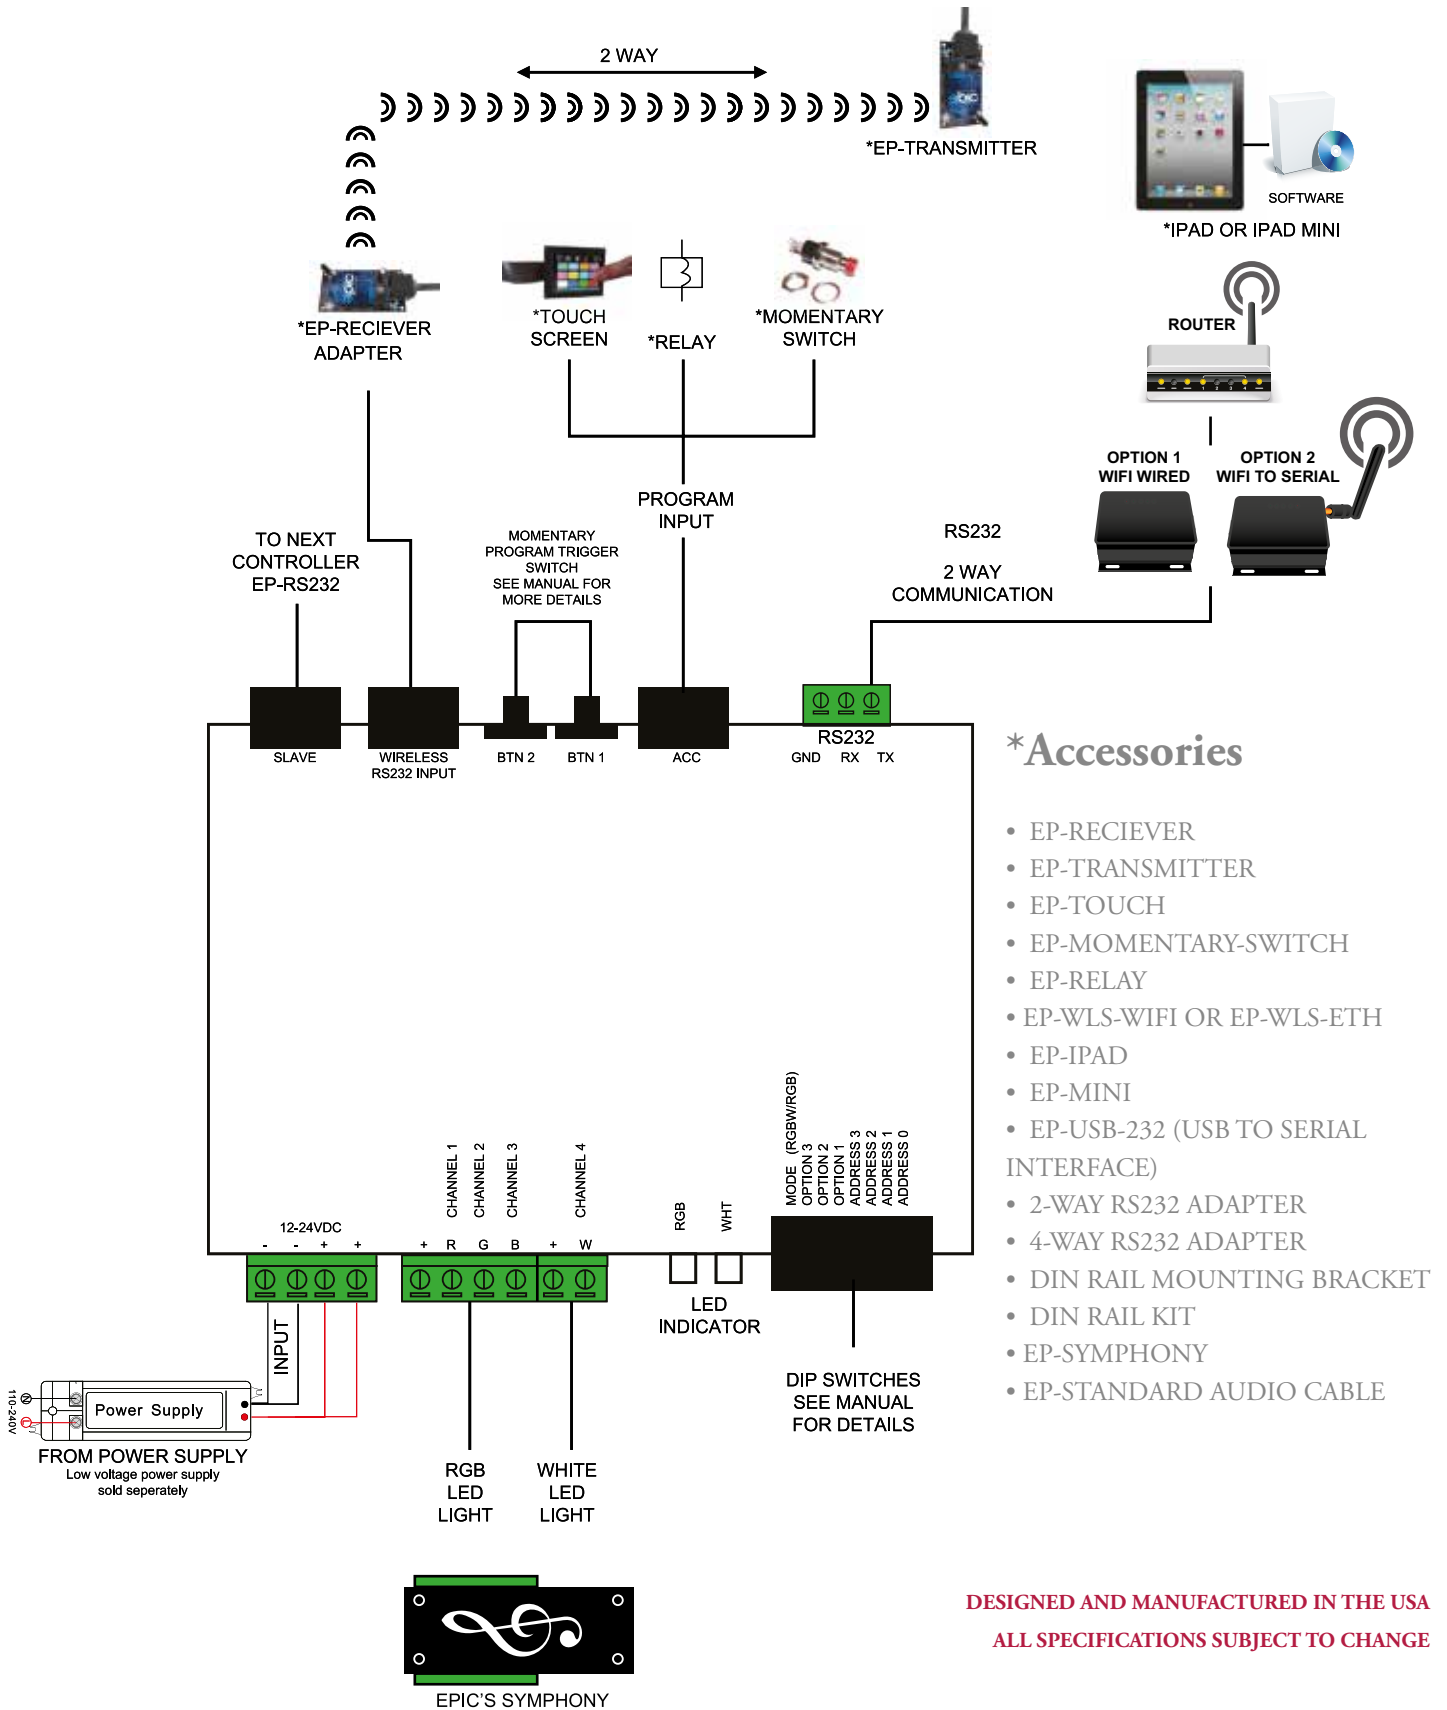 2 WAY
*EP-TRANSMITTER
SOFTWARE
*IPAD OR IPAD MINI
*EP-RECIEVER
ADAPTER
*TOUCH
SCREEN
*RELAY
*MOMENTARY
SWITCH
ROUTER
OPTION 1
WIFI WIRED
OPTION 2
WIFI TO SERIAL
PROGRAM
INPUT
TO NEXT
CONTROLLER
EP-RS232
MOMENTARY
PROGRAM TRIGGER
SWITCH
SEE MANUAL FOR
MORE DETAILS
RS232
2 WAY
COMMUNICATION
SLAVE
WIRELESS
RS232 INPUT
BTN 2
BTN 1
ACC
RS232
GND RX TX
*Accessories
• EP-RECIEVER
• EP-TRANSMITTER
• EP-TOUCH
• EP-MOMENTARY-SWITCH
• EP-RELAY
• EP-WLS-WIFI OR EP-WLS-ETH
• EP-IPAD
• EP-MINI
• EP-USB-232 (USB TO SERIAL
INTERFACE)
• 2-WAY RS232 ADAPTER
• 4-WAY RS232 ADAPTER
• DIN RAIL MOUNTING BRACKET
• DIN RAIL KIT
• EP-SYMPHONY
• EP-STANDARD AUDIO CABLE
MODE (RGBW/RGB)
OPTION 3
OPTION 2
OPTION 1
ADDRESS 3
ADDRESS 2
ADDRESS 1
ADDRESS 0
CHANNEL 1
CHANNEL 2
CHANNEL 3
CHANNEL 4
RGB
WHT
12-24VDC
- - + +
+ R G B + W
LED
INDICATOR
INPUT
DIP SWITCHES
SEE MANUAL
FOR DETAILS
110-240V
N
L
Power Supply
FROM POWER SUPPLY
Low voltage power supply
sold seperately
RGB
LED
LIGHT
WHITE
LED
LIGHT
EPIC'S SYMPHONY
DESIGNED AND MANUFACTURED IN THE USA
ALL SPECIFICATIONS SUBJECT TO CHANGE